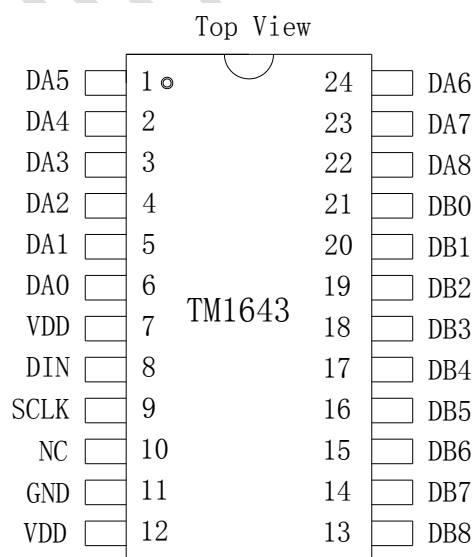 Top View
DA5 1 24 DA6
DA4 2 23 DA7
DA3 3 22 DA8
DA2 4 21 DB0
DA1 5 20 DB1
DA0 6 19 DB2
TM1643
VDD 7 18 DB3
DIN 8 17 DB4
SCLK 9 16 DB5
NC 10 15 DB6
GND 11 14 DB7
VDD 12 13 DB8